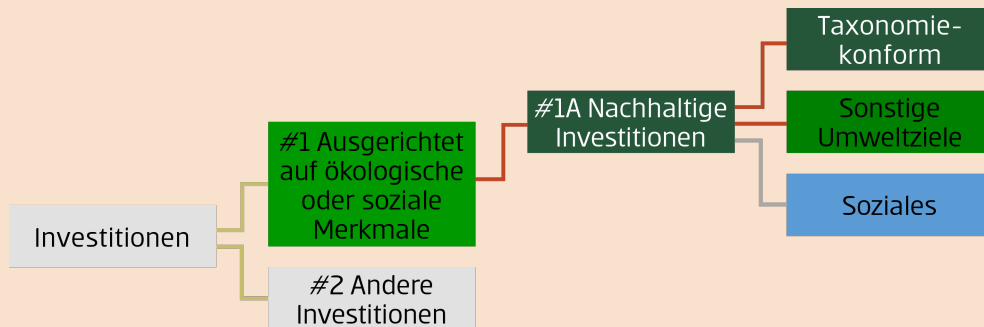 Investitionen
#1 Ausgerichtet
auf ökologische
oder soziale
Merkmale
#2 Andere
Investitionen
#1A Nachhaltige
Investitionen
Taxonomie-
konform
Sonstige
Umweltziele
Soziales